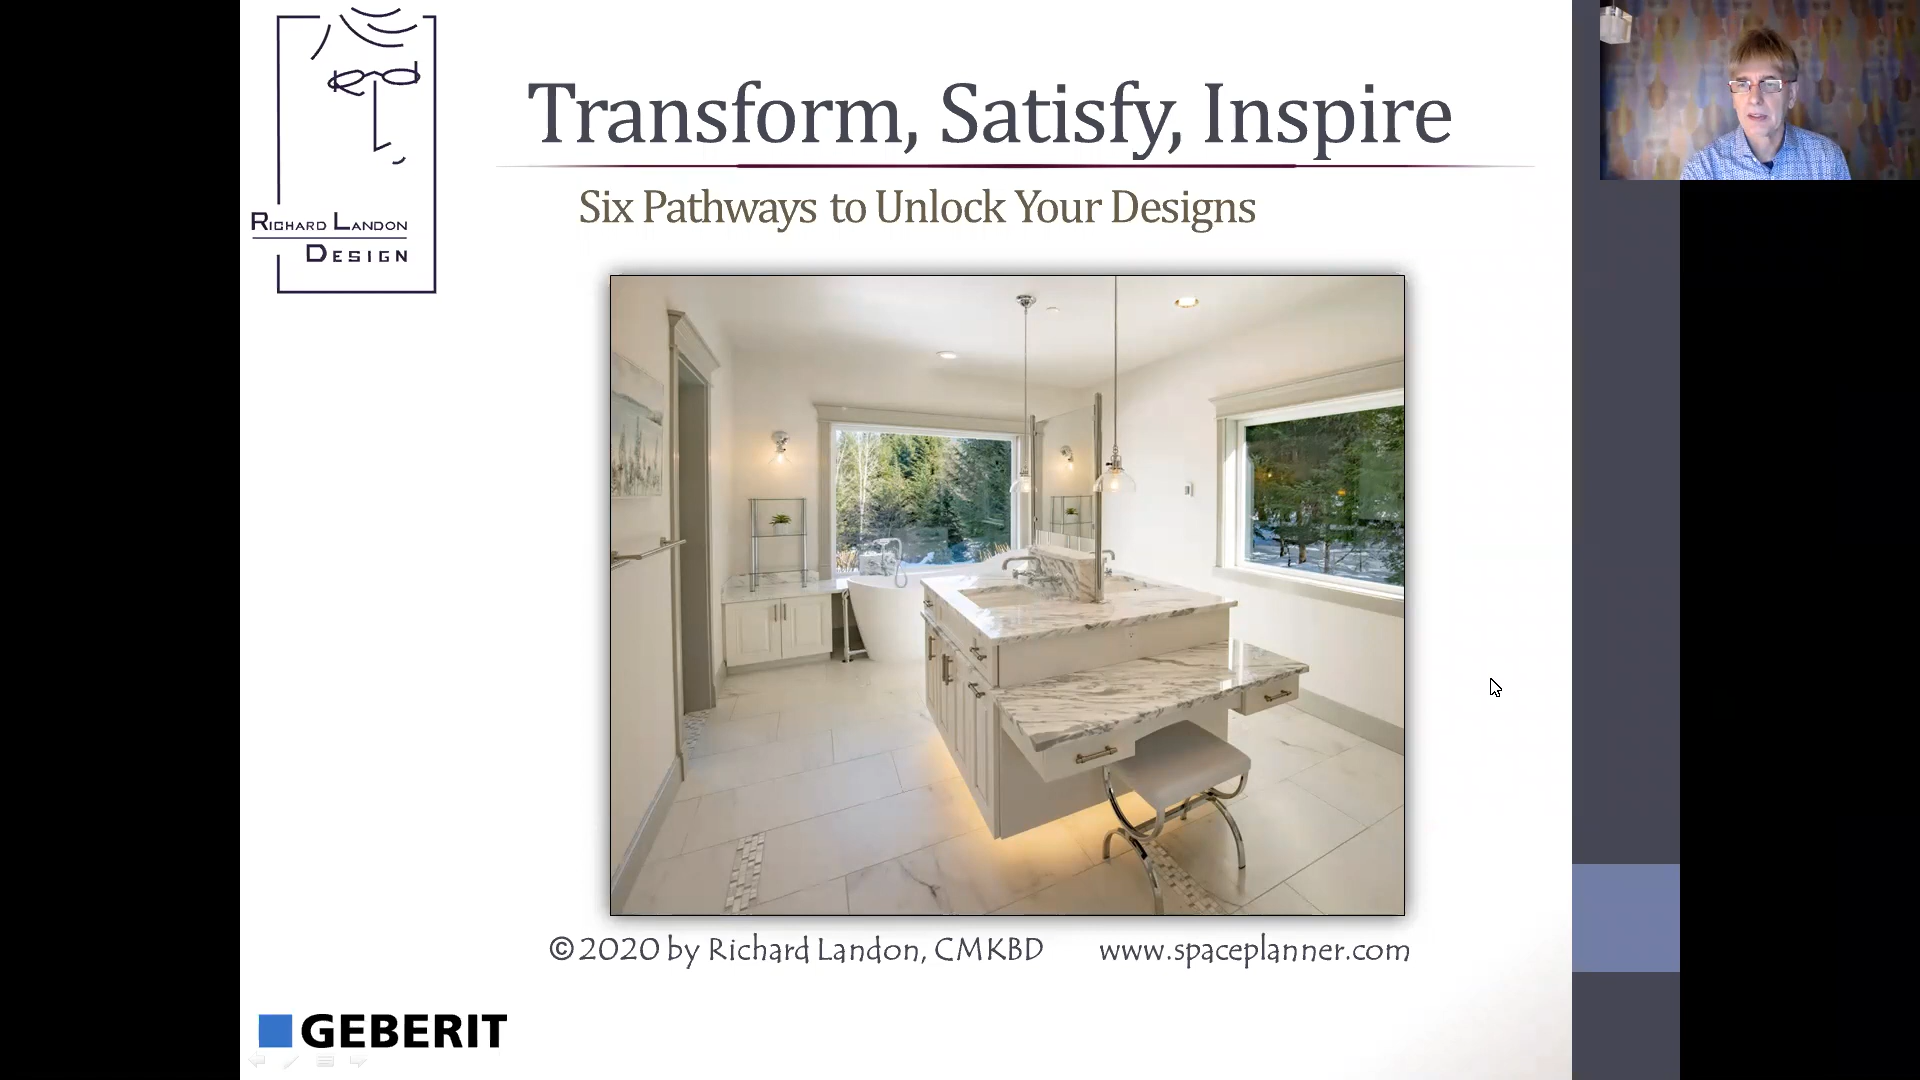 RICHARD LANDON
DESIGN
Transform, Satisfy, Inspire
Six Pathways to Unlock Your Designs
©2020 by Richard Landon, CMKBD www.spaceplanner.com
GEBERIT